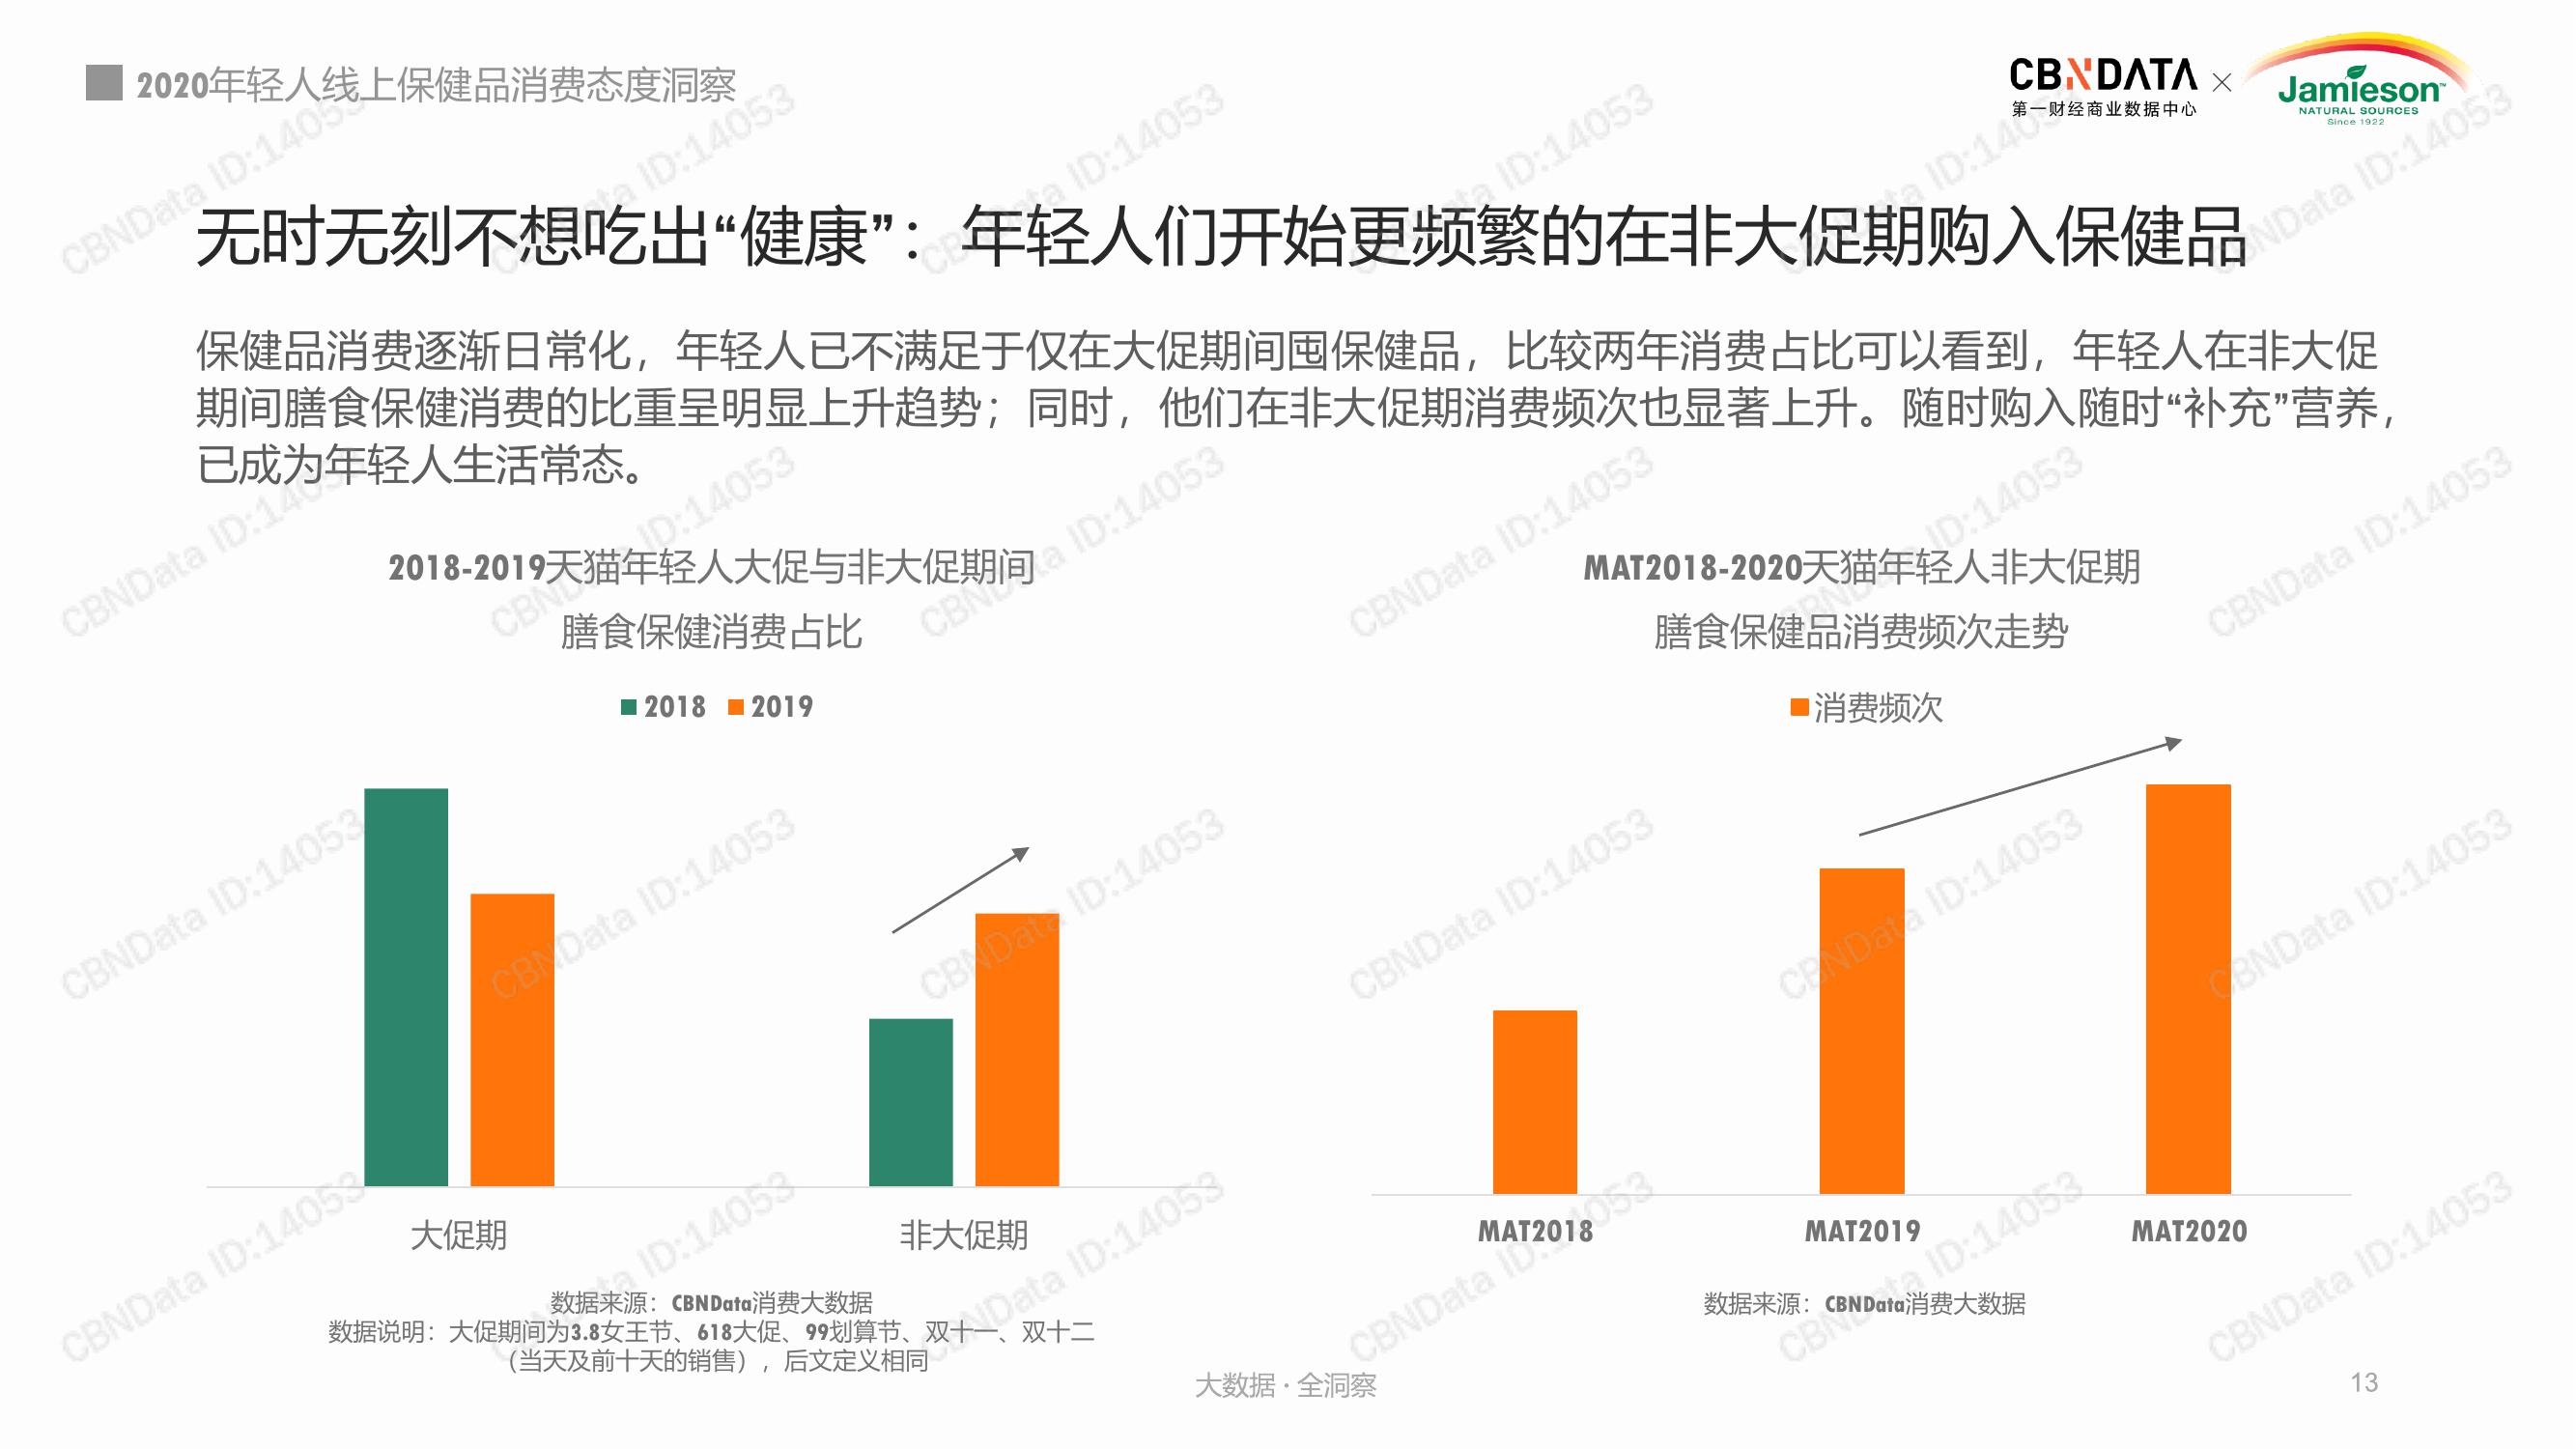 2020年轻人线上保健品消费态度洞察
CBNDATA
第一财经商业数据中心
×
Jamieson™
NATURAL SOURCES
Since 1922
无时无刻不想吃出“健康”：年轻人们开始更频繁的在非大促期购入保健品
保健品消费逐渐日常化，年轻人已不满足于仅在大促期间囤保健品，比较两年消费占比可以看到，年轻人在非大促
期间膳食保健消费的比重呈明显上升趋势；同时，他们在非大促期消费频次也显著上升。随时购入随时“补充”营养，
已成为年轻人生活常态。
2018-2019天猫年轻人大促与非大促期间
膳食保健消费占比
2018 2019
大促期 非大促期
数据来源：CBNData消费大数据
数据说明：大促期间为3.8女王节、618大促、99划算节、双十一、双十二
（当天及前十天的销售），后文定义相同
MAT2018-2020天猫年轻人非大促期
膳食保健品消费频次走势
消费频次
MAT2018 MAT2019 MAT2020
数据来源：CBNData消费大数据
大数据·全洞察
13
CBNData ID:14053